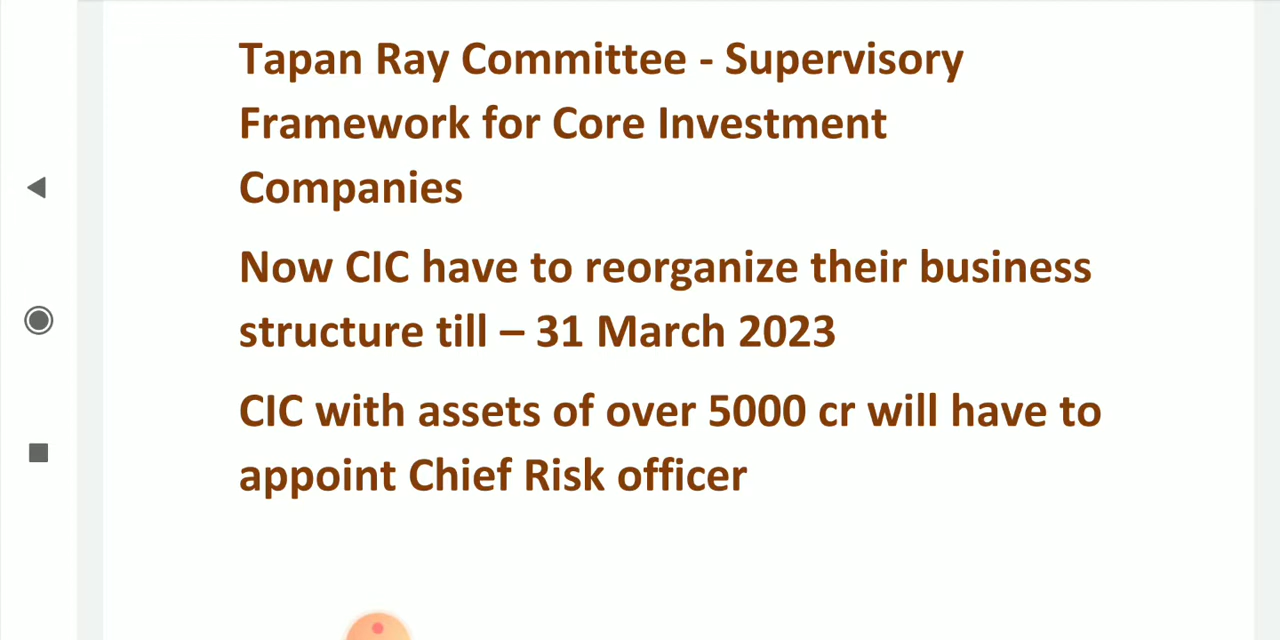 Tapan Ray Committee - Supervisory
Framework for Core Investment
Companies
Now CIC have to reorganize their business
structure till – 31 March 2023
CIC with assets of over 5000 cr will have to
appoint Chief Risk officer